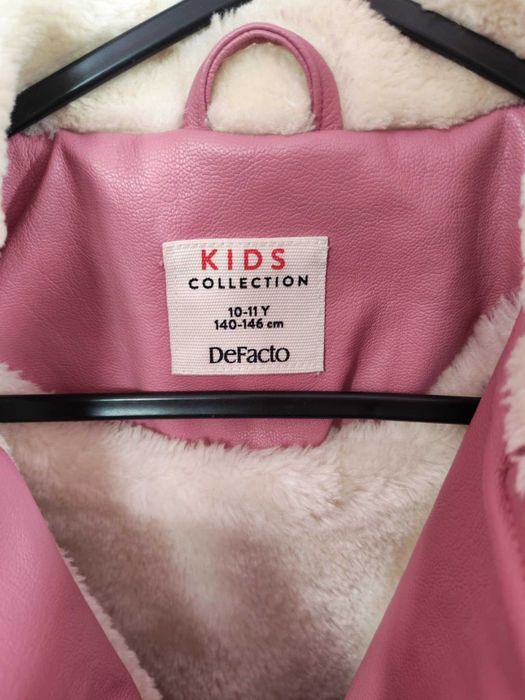 KIDS
COLLECTION
10-11 Y
140-146 cm
DeFacto